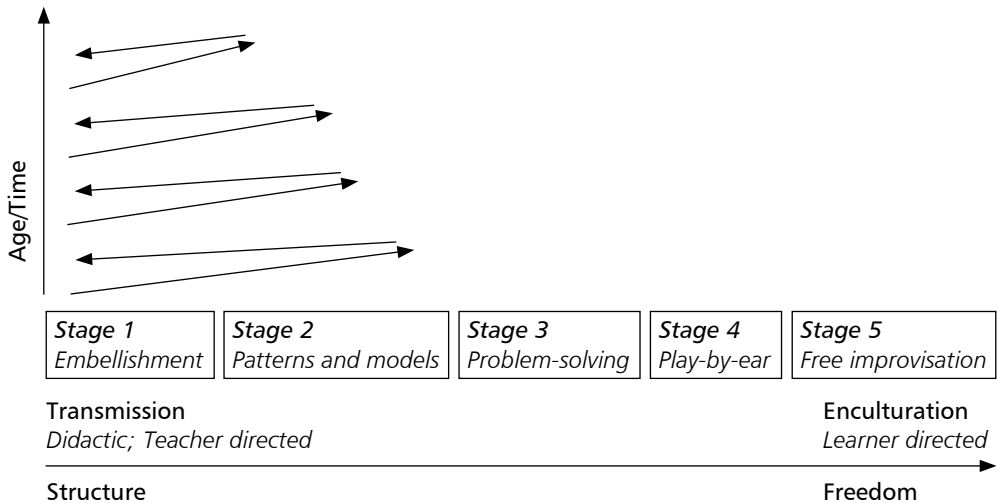 Age/Time
Stage 1
Embellishment
Stage 2
Patterns and models
Stage 3
Problem-solving
Stage 4
Play-by-ear
Stage 5
Free improvisation
Transmission
Didactic; Teacher directed
Enculturation
Learner directed
Structure
Freedom